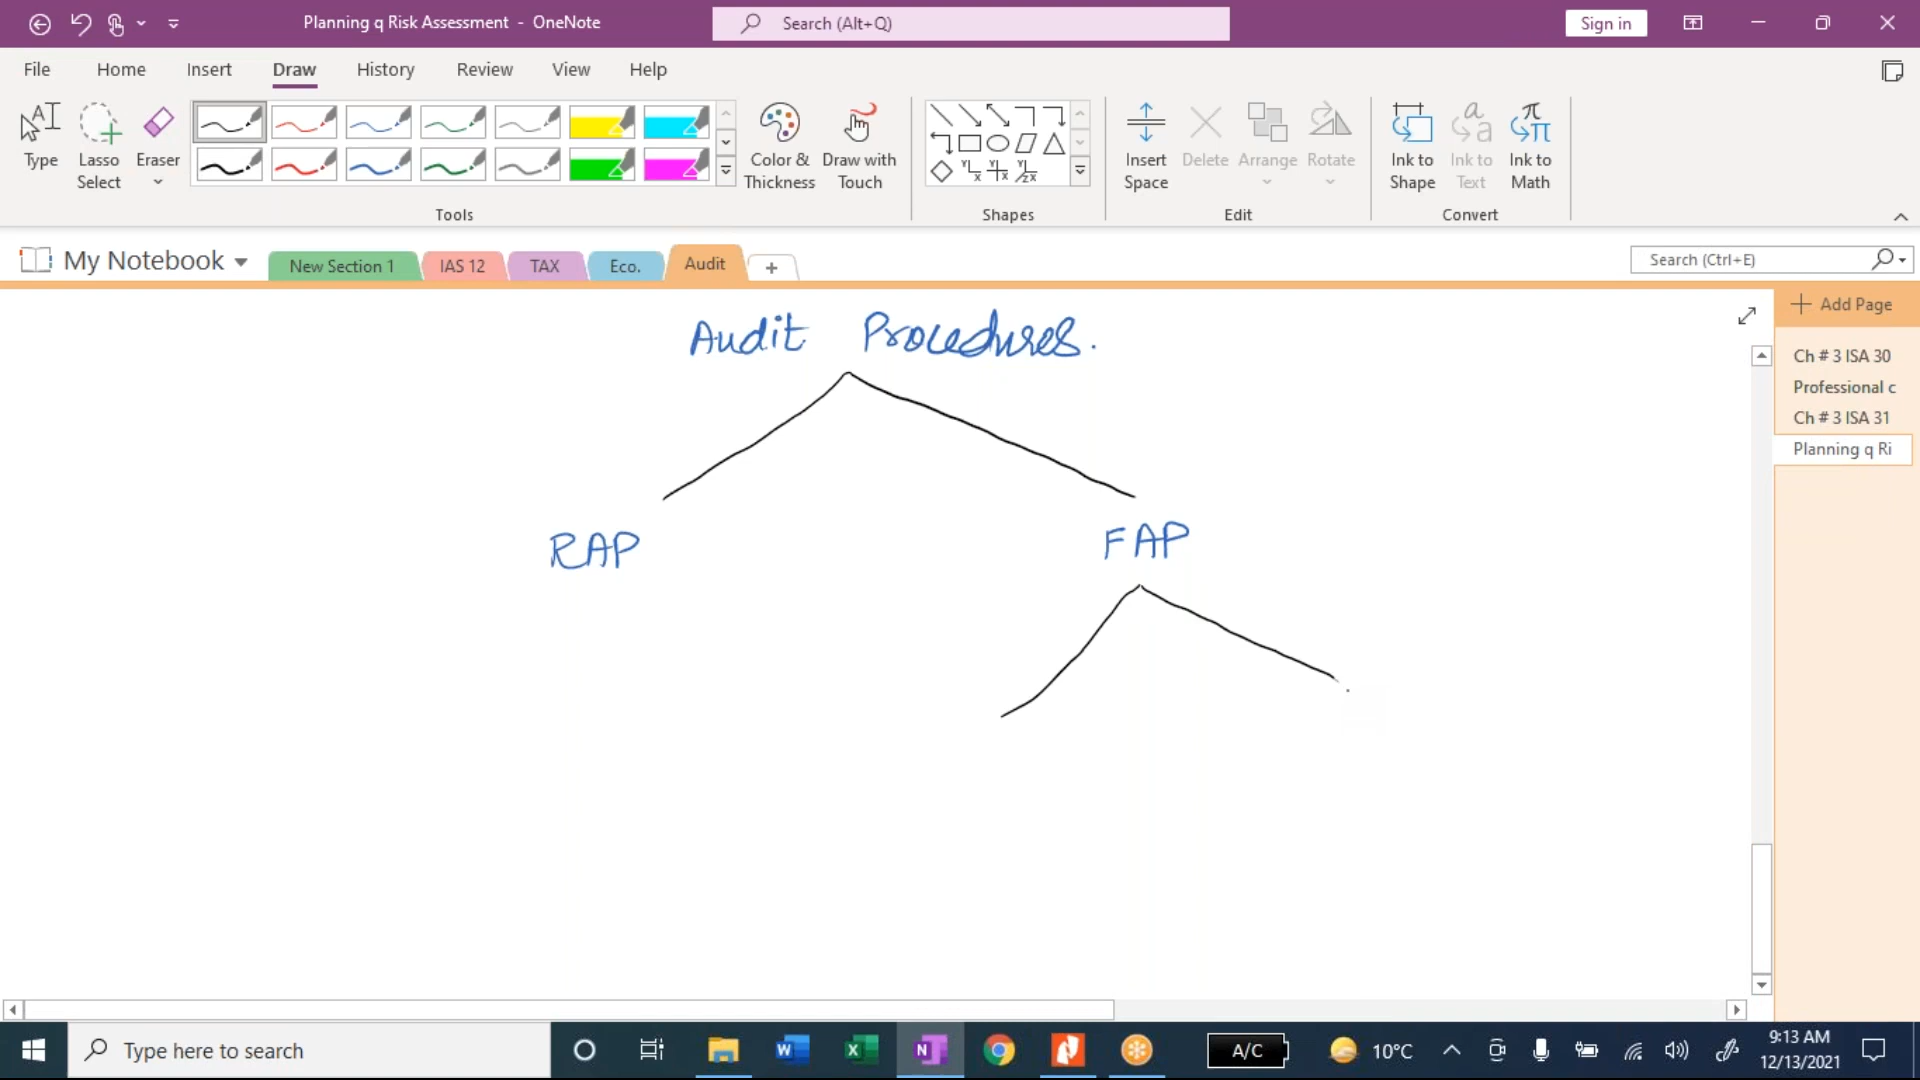 Planning q Risk Assessment - OneNote
Search (Alt+Q)
Sign in
File Home Insert Draw History Review View Help
Type
Lasso Select
Eraser
Color & Thickness
Draw with Touch
Insert Space
Delete
Arrange
Rotate
Ink to Shape
Ink to Text
Ink to Math
Tools Shapes Edit Convert
My Notebook
New Section 1 IAS 12 TAX Eco. Audit
Search (Ctrl+E)
Add Page
Ch # 3 ISA 30
Professional c
Ch # 3 ISA 31
Planning q Ri
Audit Procedures.
RAP FAP
Type here to search
A/C
10°C
9:13 AM
12/13/2021